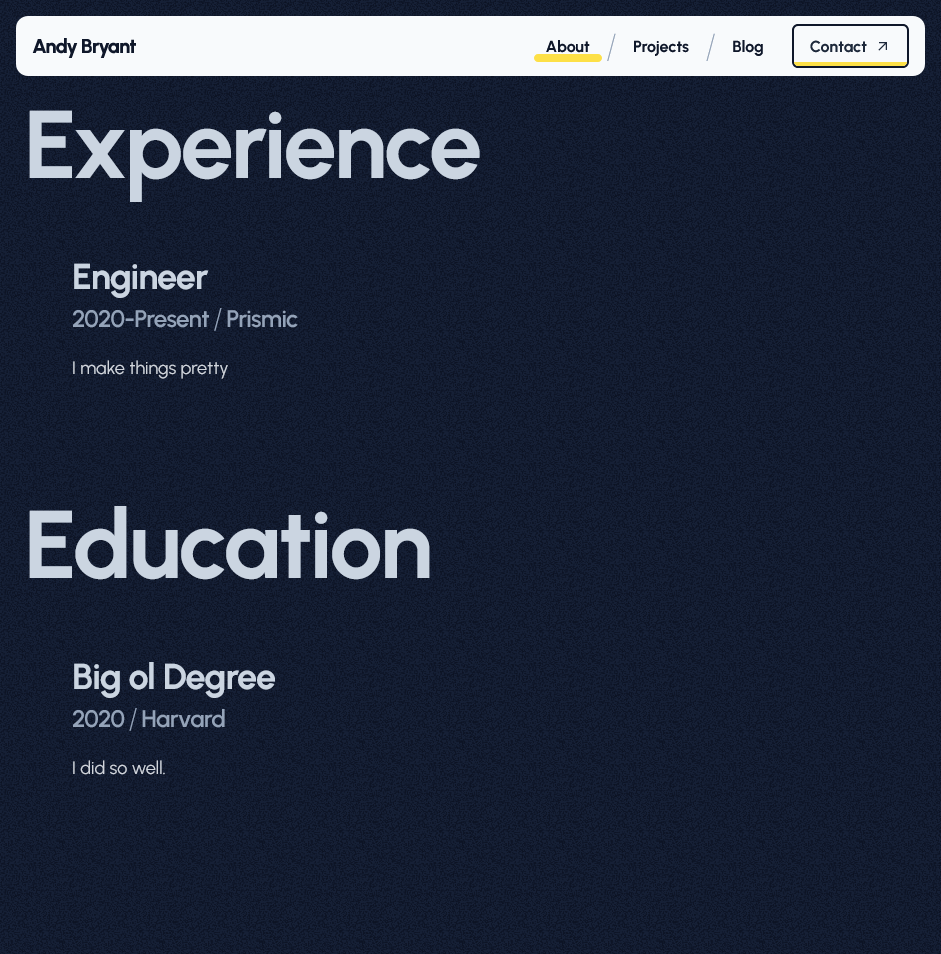 Andy Bryant
About / Projects / Blog Contact
Experience
Engineer
2020-Present / Prismic
I make things pretty
Education
Big ol Degree
2020 / Harvard
I did so well.